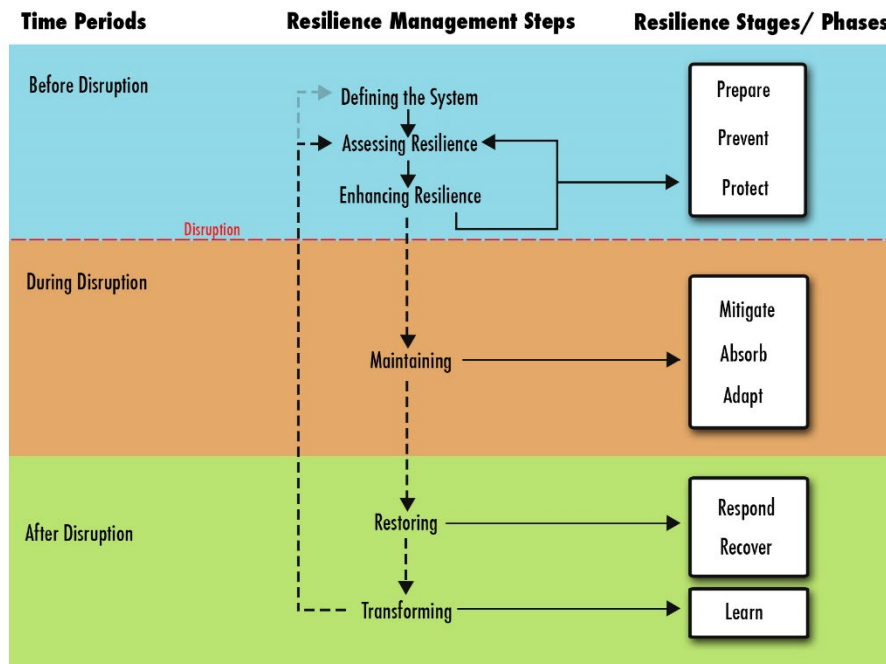 Time Periods
Resilience Management Steps
Resilience Stages/ Phases
Before Disruption
Defining the System
Assessing Resilience
Enhancing Resilience
Prepare
Prevent
Protect
Disruption
During Disruption
Maintaining
Mitigate
Absorb
Adapt
After Disruption
Restoring
Respond
Recover
Transforming
Learn